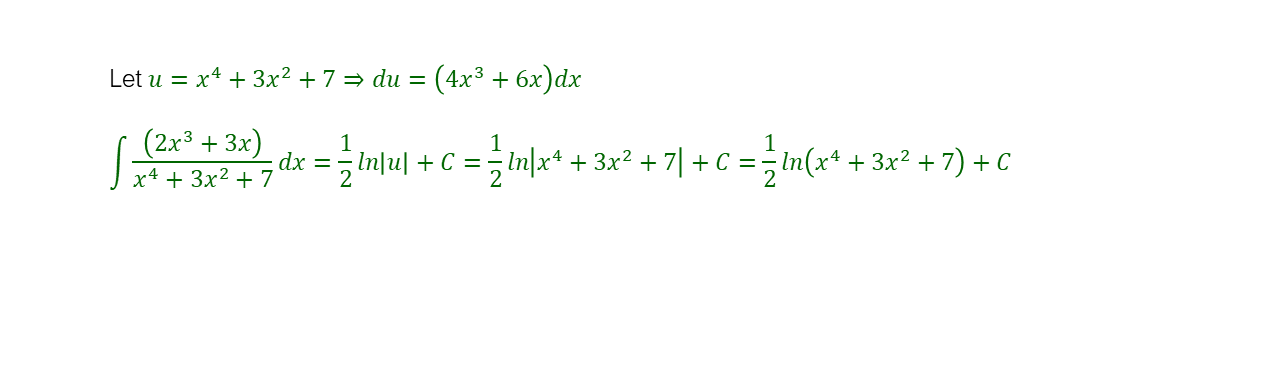 Let u = x⁴ + 3x² + 7 ⇒ du = (4x³ + 6x)dx
∫ (2x³ + 3x) / x⁴ + 3x² + 7 dx = 1/2 ln|u| + C = 1/2 ln|x⁴ + 3x² + 7| + C = 1/2 ln(x⁴ + 3x² + 7) + C